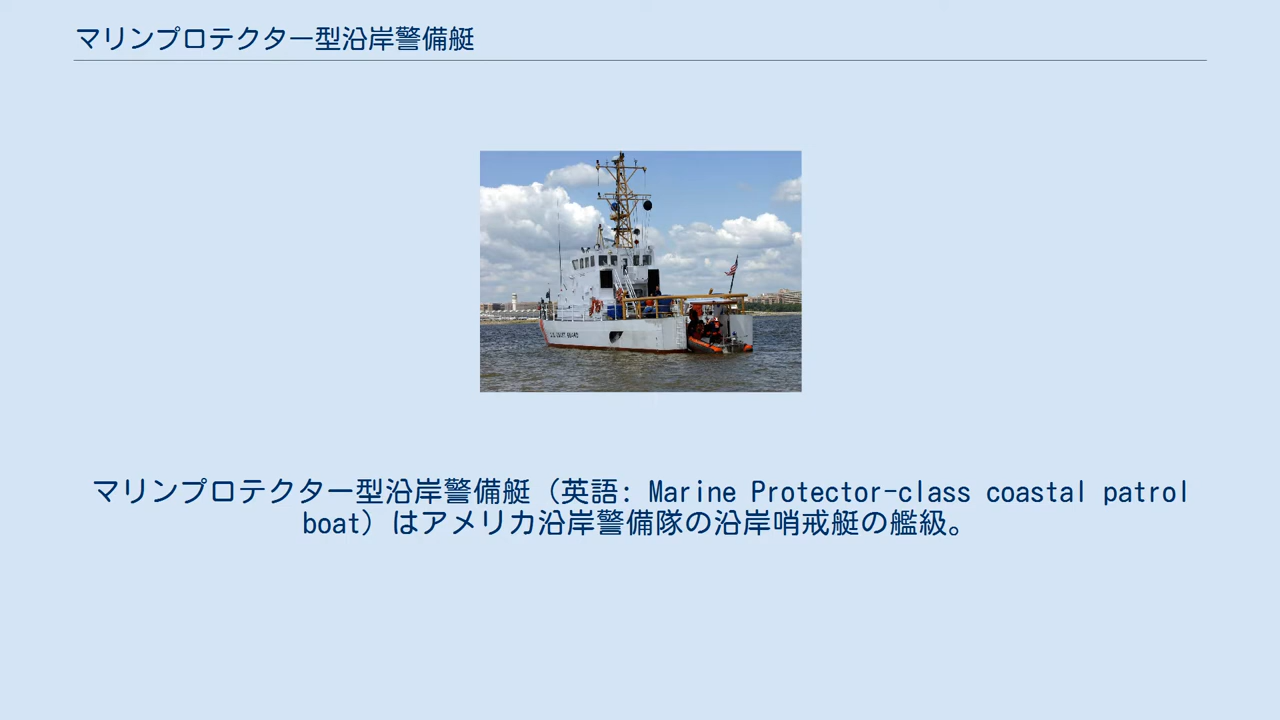 マリンプロテクター型沿岸警備艇
U.S. COAST GUARD
マリンプロテクター型沿岸警備艇（英語: Marine Protector-class coastal patrol
boat）はアメリカ沿岸警備隊の沿岸哨戒艇の艦級。